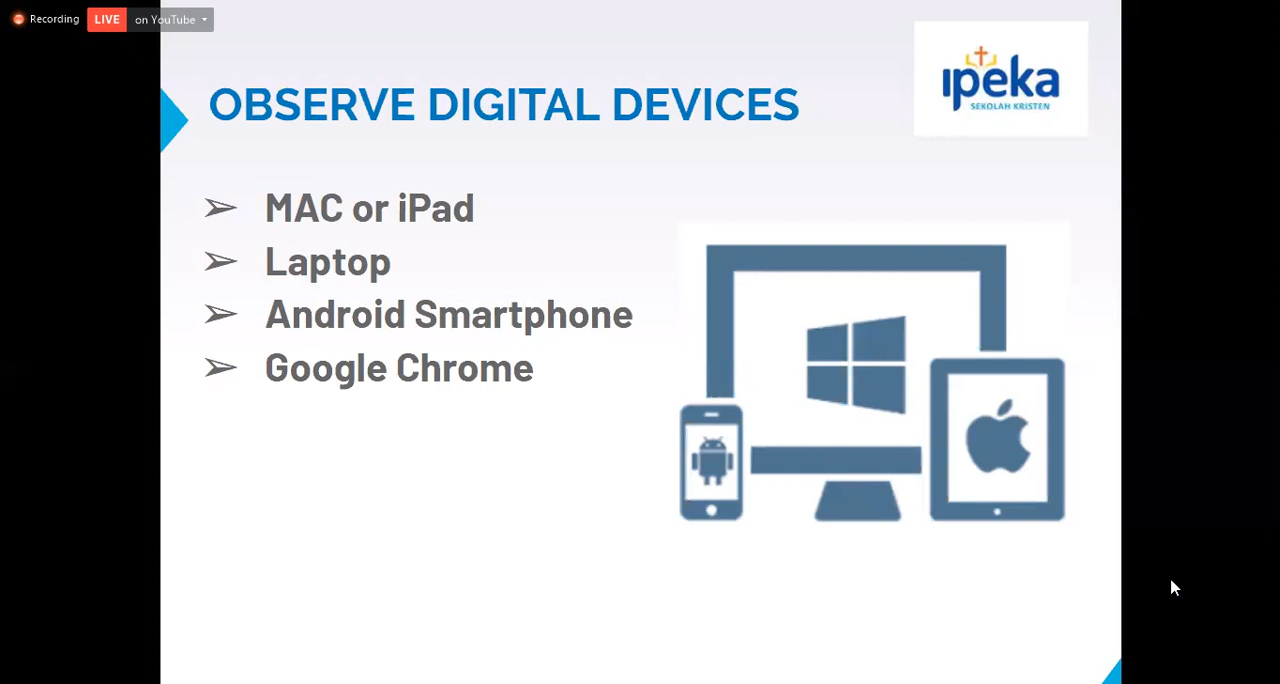 Recording
LIVE on YouTube
ipeka
SEKOLAH KRISTEN
OBSERVE DIGITAL DEVICES
➢ MAC or iPad
➢ Laptop
➢ Android Smartphone
➢ Google Chrome